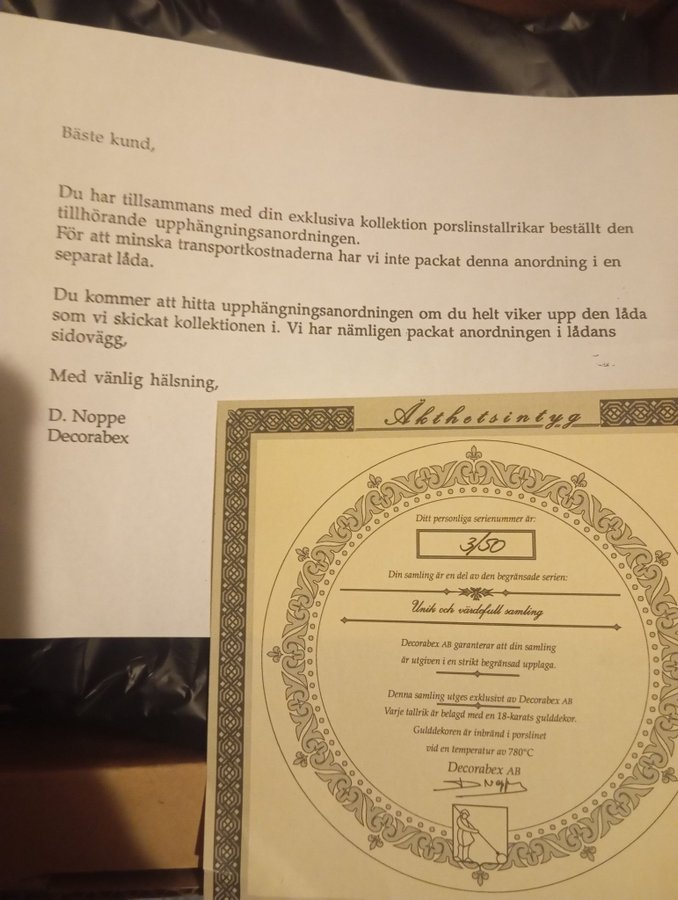 Bäste kund,
Du har tillsammans med din exklusiva kollektion porslinstallrikar beställt den
tillhörande upphängningsanordningen.
För att minska transportkostnaderna har vi inte packat denna anordning i en
separat låda.
Du kommer att hitta upphängningsanordningen om du helt viker upp den låda
som vi skickat kollektionen i. Vi har nämligen packat anordningen i lådans
sidovägg,
Med vänlig hälsning,
D. Noppe
Decorabex
Äkthetsintyg
Ditt personliga serienummer är:
3/50
Din samling är en del av den begränsade serien:
Unik och värdefull samling
Decorabex AB garanterar att din samling
är utgiven i en strikt begränsad upplaga.
Denna samling utges exklusivt av Decorabex AB
Varje tallrik är belagd med en 18-karats gulddekor.
Gulddekoren är inbränd i porslinet
vid en temperatur av 780°C
Decorabex AB
D Noppe